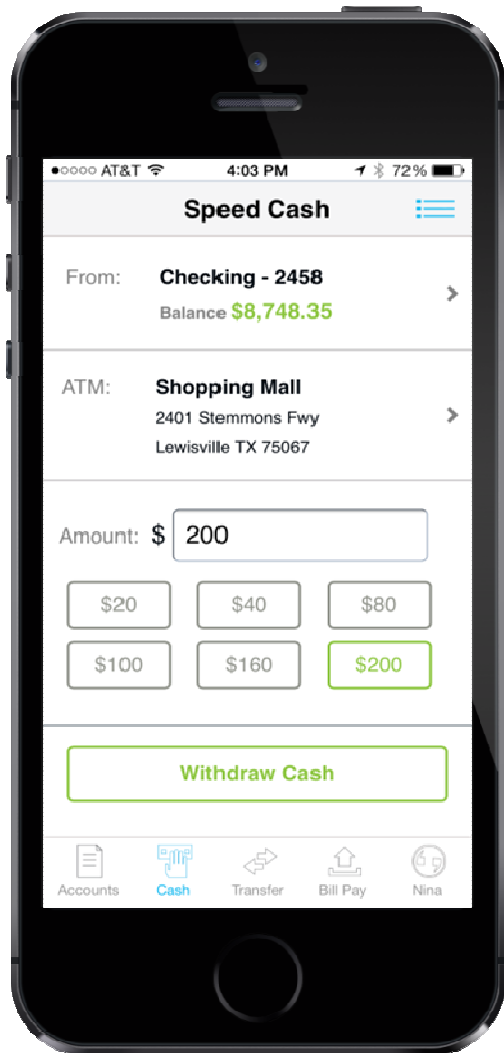 AT&T 4:03 PM 72%
Speed Cash
From: Checking - 2458
Balance $8,748.35
ATM: Shopping Mall
2401 Stemmons Fwy
Lewisville TX 75067
Amount: $ 200
$20 $40 $80
$100 $160 $200
Withdraw Cash
Accounts Cash Transfer Bill Pay Nina